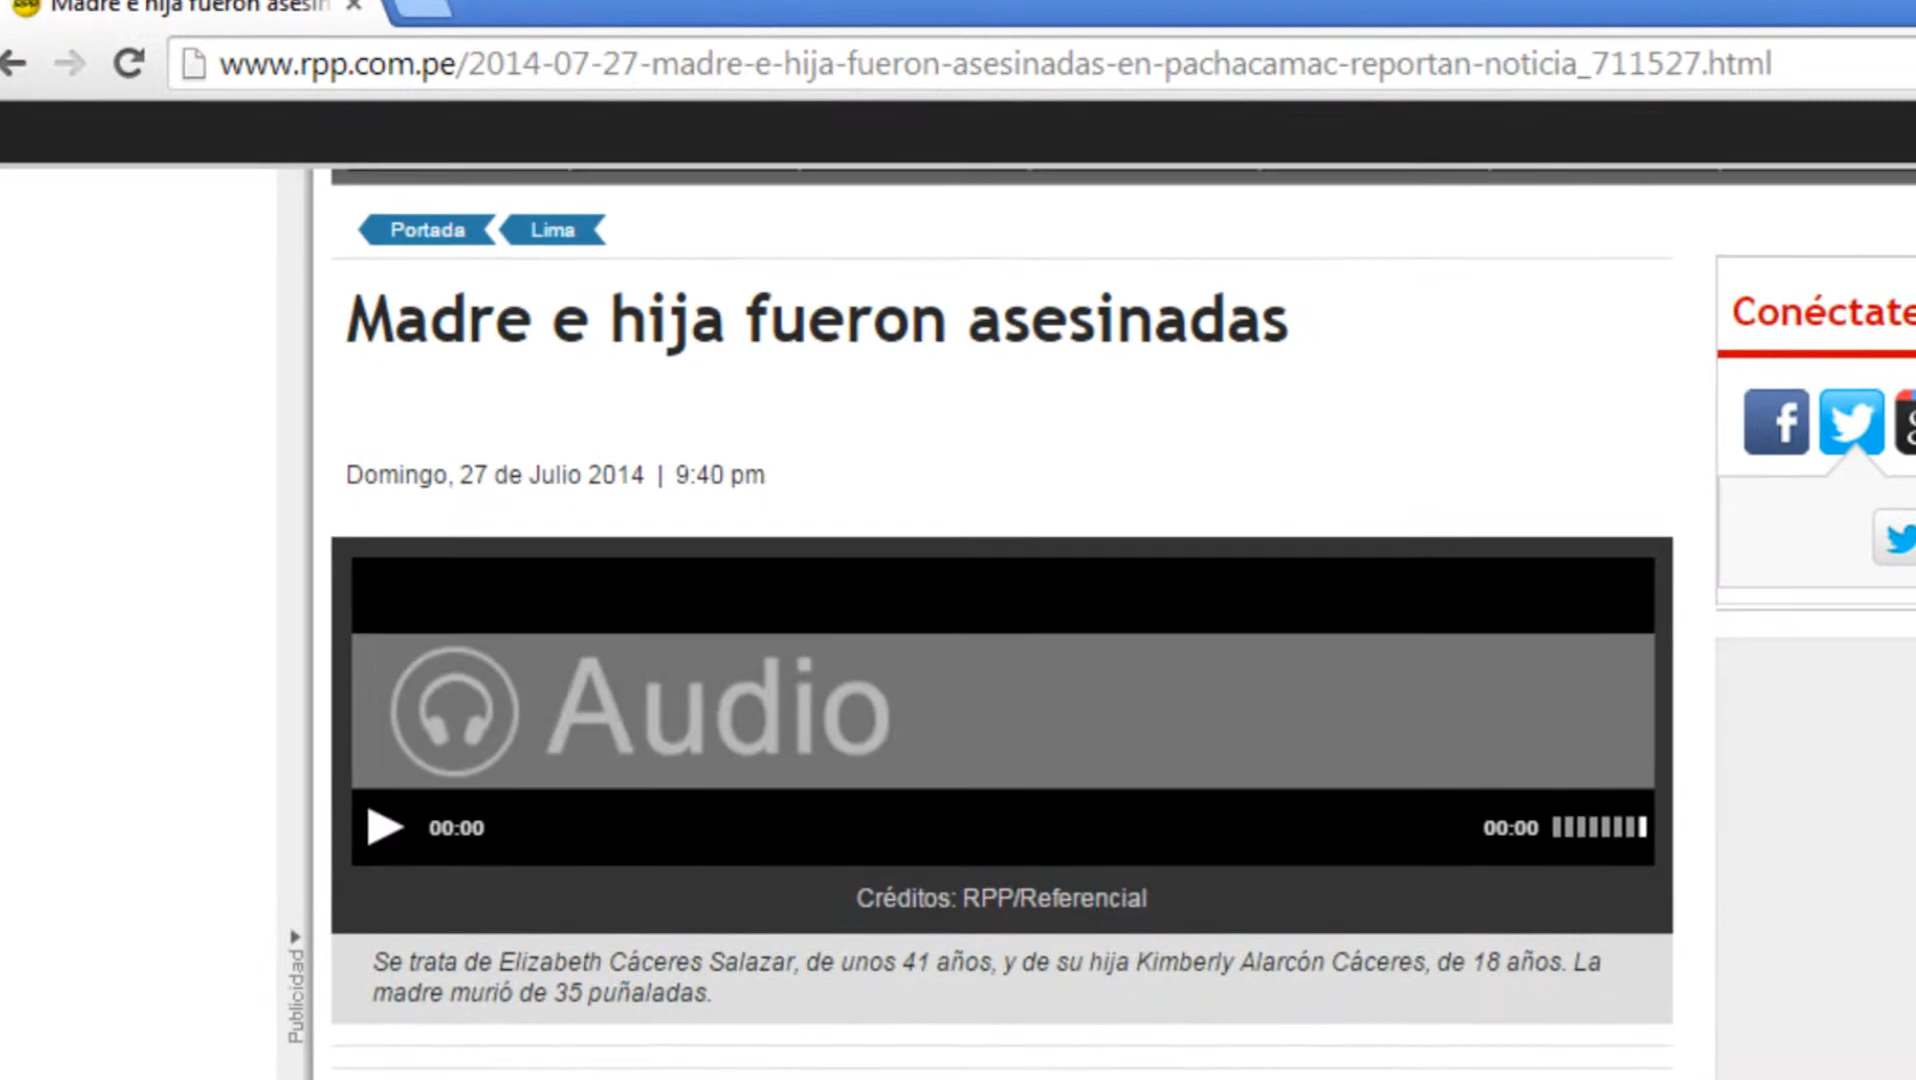 Madre e hija fueron asesin
www.rpp.com.pe/2014-07-27-madre-e-hija-fueron-asesinadas-en-pachacamac-reportan-noticia_711527.html
Portada
Lima
Madre e hija fueron asesinadas
Domingo, 27 de Julio 2014 | 9:40 pm
Audio
00:00
00:00
Créditos: RPP/Referencial
Se trata de Elizabeth Cáceres Salazar, de unos 41 años, y de su hija Kimberly Alarcón Cáceres, de 18 años. La
madre murió de 35 puñaladas.
Publicidad
Conéctate